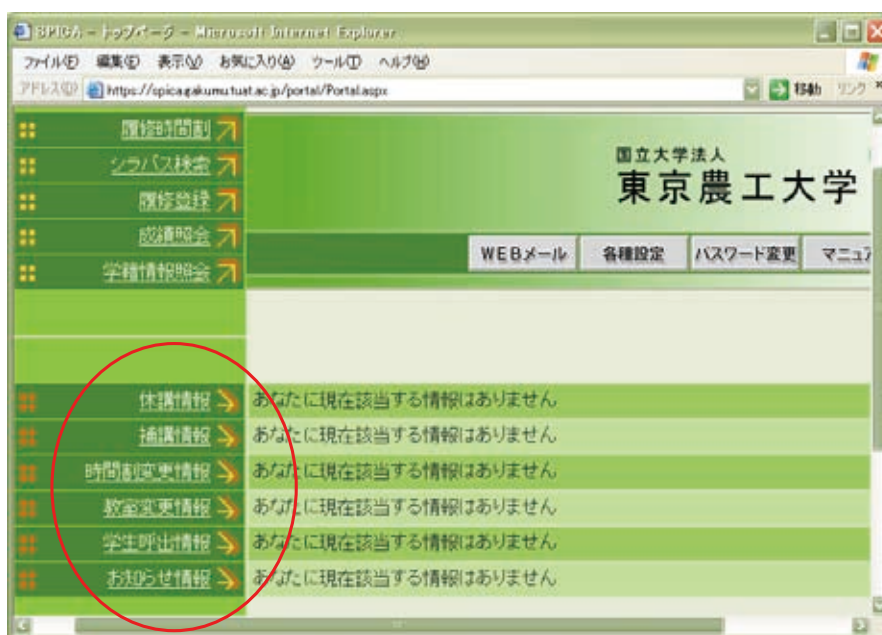 SPICA - トップページ - Microsoft Internet Explorer
ファイル(F) 編集(E) 表示(V) お気に入り(A) ツール(T) ヘルプ(H)
アドレス(D) https://spica.gakumu.tuat.ac.jp/portal/Portal.aspx 移動 リンク »
履修時間割
シラバス検索
履修登録
成績照会
学籍情報照会
国立大学法人
東京農工大学
WEBメール 各種設定 パスワード変更 マニュア
休講情報 あなたに現在該当する情報はありません
補講情報 あなたに現在該当する情報はありません
時間割変更情報 あなたに現在該当する情報はありません
教室変更情報 あなたに現在該当する情報はありません
学生呼出情報 あなたに現在該当する情報はありません
お知らせ情報 あなたに現在該当する情報はありません